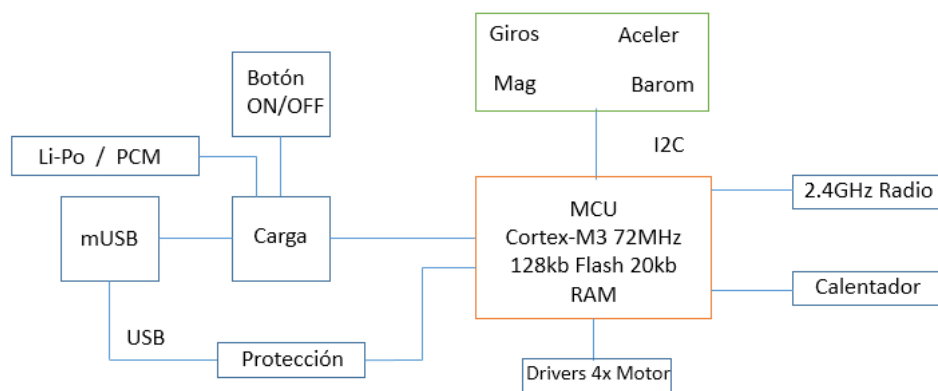 Giros Aceler
Mag Barom
Botón
ON/OFF
I2C
Li-Po / PCM
2.4GHz Radio
mUSB
Carga
MCU
Cortex-M3 72MHz
128kb Flash 20kb
RAM
Calentador
USB
Protección
Drivers 4x Motor